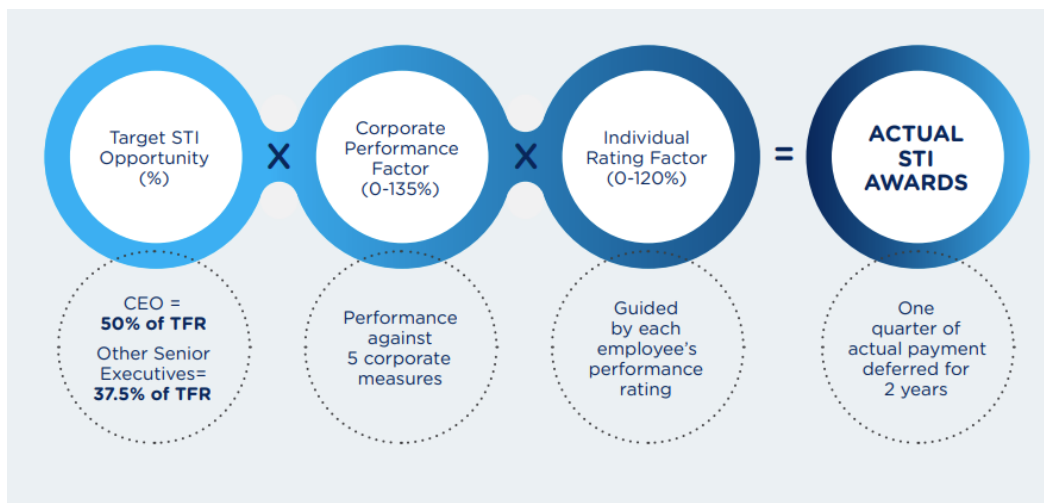 Target STI
Opportunity
(%)
X
Corporate
Performance
Factor
(0-135%)
X
Individual
Rating Factor
(0-120%)
=
ACTUAL
STI
AWARDS
CEO =
50% of TFR
Other Senior
Executives=
37.5% of TFR
Performance
against
5 corporate
measures
Guided
by each
employee's
performance
rating
One
quarter of
actual payment
deferred for
2 years